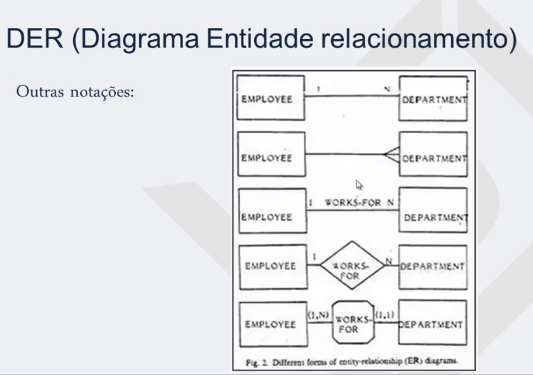 DER (Diagrama Entidade relacionamento)
Outras notações:
EMPLOYEE 1 N DEPARTMENT
EMPLOYEE DEPARTMENT
EMPLOYEE 1 WORKS-FOR N DEPARTMENT
EMPLOYEE 1 WORKS-
FOR N DEPARTMENT
EMPLOYEE (1,N) WORKS-
FOR (1,1) DEPARTMENT
Fig. 2. Different forms of entity-relationship (ER) diagrams.